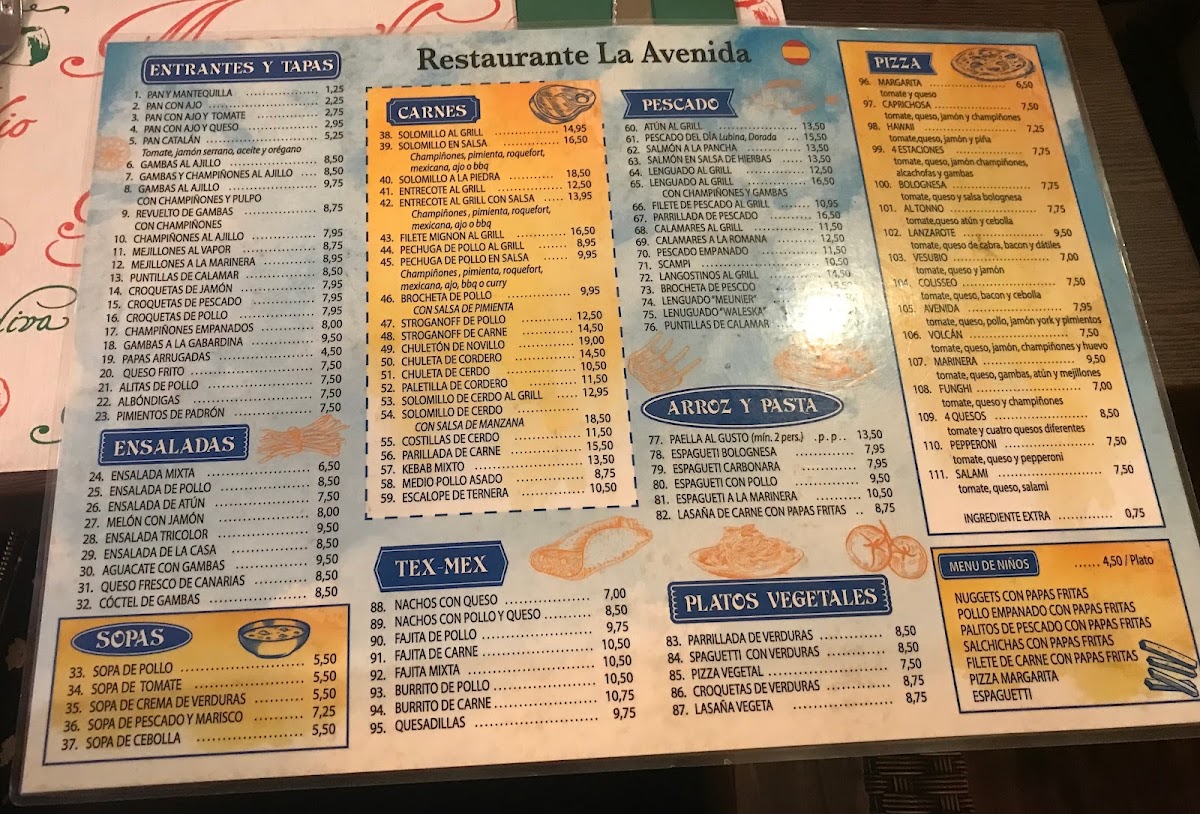 Restaurante La Avenida
ENTRANTES Y TAPAS
1. PAN Y MANTEQUILLA 1,25
2. PAN CON AJO 2,25
3. PAN CON AJO Y TOMATE 2,75
4. PAN CON AJO Y QUESO 2,95
5. PAN CATALÁN 5,25
Tomate, jamón serrano, aceite y orégano
6. GAMBAS AL AJILLO 8,50
7. GAMBAS Y CHAMPIÑONES AL AJILLO 8,50
8. GAMBAS AL AJILLO 9,75
CON CHAMPIÑONES Y PULPO
9. REVUELTO DE GAMBAS 8,75
CON CHAMPIÑONES
10. CHAMPIÑONES AL AJILLO 7,95
11. MEJILLONES AL VAPOR 8,75
12. MEJILLONES A LA MARINERA 8,95
13. PUNTILLAS DE CALAMAR 8,50
14. CROQUETAS DE JAMÓN 7,95
15. CROQUETAS DE PESCADO 7,95
16. CROQUETAS DE POLLO 7,95
17. CHAMPIÑONES EMPANADOS 8,00
18. GAMBAS A LA GABARDINA 9,50
19. PAPAS ARRUGADAS 4,50
20. QUESO FRITO 7,50
21. ALITAS DE POLLO 7,50
22. ALBÓNDIGAS 7,50
23. PIMIENTOS DE PADRÓN 7,50
ENSALADAS
24. ENSALADA MIXTA 6,50
25. ENSALADA DE POLLO 8,50
26. ENSALADA DE ATÚN 7,50
27. MELÓN CON JAMÓN 8,00
28. ENSALADA TRICOLOR 9,50
29. ENSALADA DE LA CASA 8,50
30. AGUACATE CON GAMBAS 9,50
31. QUESO FRESCO DE CANARIAS 8,50
32. CÓCTEL DE GAMBAS 8,50
SOPAS
33. SOPA DE POLLO 5,50
34. SOPA DE TOMATE 5,50
35. SOPA DE CREMA DE VERDURAS 5,50
36. SOPA DE PESCADO Y MARISCO 7,25
37. SOPA DE CEBOLLA 5,50
CARNES
38. SOLOMILLO AL GRILL 14,95
39. SOLOMILLO EN SALSA 16,50
Champiñones, pimienta, roquefort,
mexicana, ajo o bbq
40. SOLOMILLO A LA PIEDRA 18,50
41. ENTRECOTE AL GRILL 12,50
42. ENTRECOTE AL GRILL CON SALSA 13,95
Champiñones , pimienta, roquefort,
mexicana, ajo o bbq
43. FILETE MIGNON AL GRILL 16,50
44. PECHUGA DE POLLO AL GRILL 8,95
45. PECHUGA DE POLLO EN SALSA 9,95
Champiñones , pimienta, roquefort,
mexicana, ajo, bbq o curry
46. BROCHETA DE POLLO 9,95
CON SALSA DE PIMIENTA
47. STROGANOFF DE POLLO 12,50
48. STROGANOFF DE CARNE 14,50
49. CHULETÓN DE NOVILLO 19,00
50. CHULETA DE CORDERO 14,50
51. CHULETA DE CERDO 10,50
52. PALETILLA DE CORDERO 11,50
53. SOLOMILLO DE CERDO AL GRILL 12,95
54. SOLOMILLO DE CERDO
CON SALSA DE MANZANA 18,50
55. COSTILLAS DE CERDO 11,50
56. PARILLADA DE CARNE 15,50
57. KEBAB MIXTO 13,50
58. MEDIO POLLO ASADO 8,75
59. ESCALOPE DE TERNERA 10,50
TEX-MEX
88. NACHOS CON QUESO 7,00
89. NACHOS CON POLLO Y QUESO 8,50
90. FAJITA DE POLLO 9,75
91. FAJITA DE CARNE 10,50
92. FAJITA MIXTA 10,50
93. BURRITO DE POLLO 10,50
94. BURRITO DE CARNE 10,75
95. QUESADILLAS 9,75
PESCADO
60. ATÚN AL GRILL 13,50
61. PESCADO DEL DÍA Lubina, Dorada 15,50
62. SALMÓN A LA PANCHA 13,50
63. SALMÓN EN SALSA DE HIERBAS 13,50
64. LENGUADO AL GRILL 12,50
65. LENGUADO AL GRILL 16,50
CON CHAMPIÑONES Y GAMBAS
66. FILETE DE PESCADO AL GRILL 10,95
67. PARRILLADA DE PESCADO 16,50
68. CALAMARES AL GRILL 11,50
69. CALAMARES A LA ROMANA 12,50
70. PESCADO EMPANADO 11,50
71. SCAMPI 10,50
72. LANGOSTINOS AL GRILL 14,50
73. BROCHETA DE PESCDO
74. LENGUADO "MEUNIER"
75. LENUGUADO "WALESKA"
76. PUNTILLAS DE CALAMAR
ARROZ Y PASTA
77. PAELLA AL GUSTO (mín. 2 pers.) .p.p.. 13,50
78. ESPAGUETI BOLOGNESA 7,95
79. ESPAGUETI CARBONARA 7,95
80. ESPAGUETI CON POLLO 9,50
81. ESPAGUETI A LA MARINERA 10,50
82. LASAÑA DE CARNE CON PAPAS FRITAS 8,75
PLATOS VEGETALES
83. PARRILLADA DE VERDURAS 8,50
84. SPAGUETTI CON VERDURAS 8,50
85. PIZZA VEGETAL 7,50
86. CROQUETAS DE VERDURAS 8,75
87. LASAÑA VEGETA 8,75
PIZZA
96. MARGARITA 6,50
tomate y queso
97. CAPRICHOSA 7,50
tomate, queso, jamón y champiñones
98. HAWAII 7,25
tomate, queso, jamón y piña
99. 4 ESTACIONES 7,75
tomate, queso, jamón champiñones,
alcachofas y gambas
100. BOLOGNESA 7,75
tomate, queso y salsa bolognesa
101. AL TONNO 7,75
tomate,queso atún y cebolla
102. LANZAROTE 9,50
tomate, queso de cabra, bacon y dátiles
103. VESUBIO 7,00
tomate, queso y jamón
104. COLISSEO 7,50
tomate, queso, bacon y cebolla
105. AVENIDA 7,95
tomate, queso, pollo, jamón york y pimientos
106. VOLCÁN 7,50
tomate, queso, jamón, champiñones y huevo
107. MARINERA 9,50
tomate, queso, gambas, atún y mejillones
108. FUNGHI 7,00
tomate, queso y champiñones
109. 4 QUESOS 8,50
tomate y cuatro quesos diferentes
110. PEPPERONI 7,50
tomate, queso y pepperoni
111. SALAMI 7,50
tomate, queso, salami
INGREDIENTE EXTRA 0,75
MENU DE NIÑOS 4,50 / Plato
NUGGETS CON PAPAS FRITAS
POLLO EMPANADO CON PAPAS FRITAS
PALITOS DE PESCADO CON PAPAS FRITAS
SALCHICHAS CON PAPAS FRITAS
FILETE DE CARNE CON PAPAS FRITAS
PIZZA MARGARITA
ESPAGUETTI